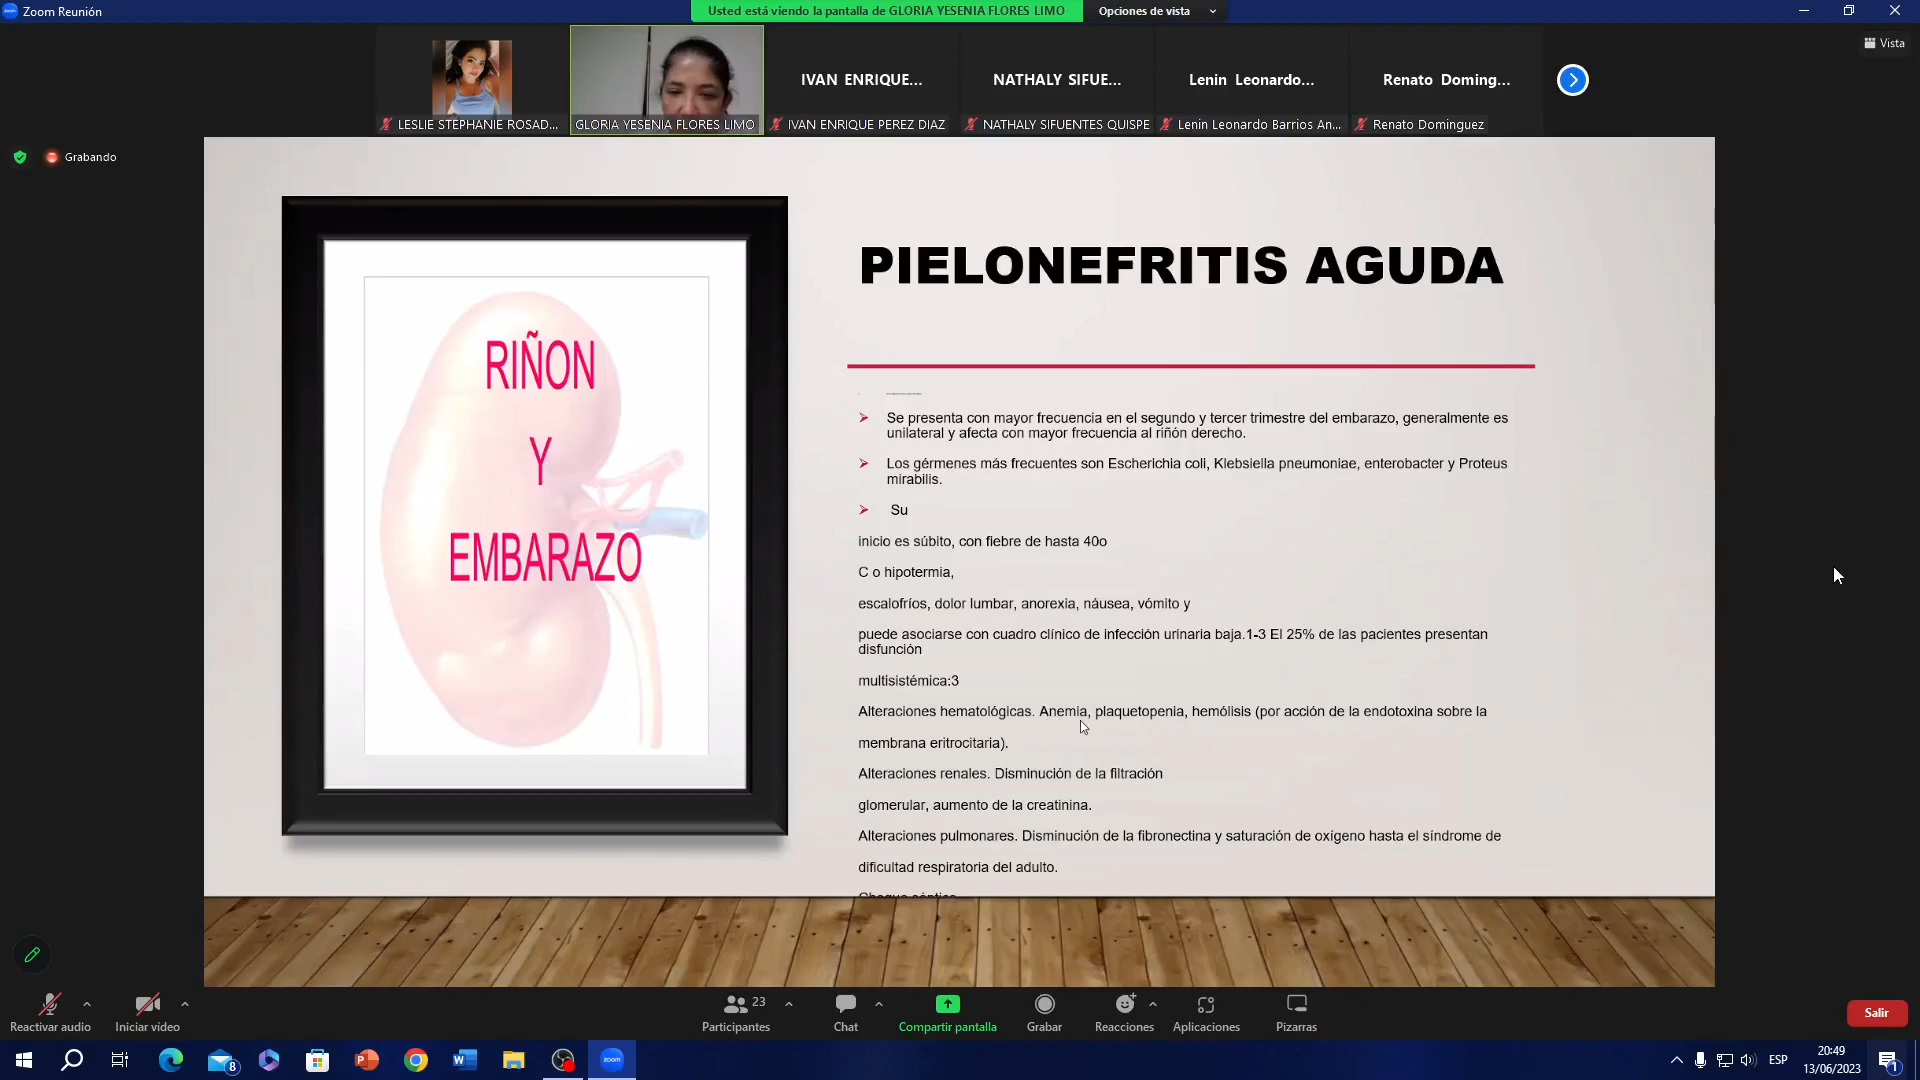 Zoom Reunión
Usted está viendo la pantalla de GLORIA YESENIA FLORES LIMO
Opciones de vista
Vista
IVAN ENRIQUE...
NATHALY SIFUE...
Lenin Leonardo...
Renato Doming...
LESLIE STEPHANIE ROSAD...
GLORIA YESENIA FLORES LIMO
IVAN ENRIQUE PEREZ DIAZ
NATHALY SIFUENTES QUISPE
Lenin Leonardo Barrios An...
Renato Dominguez
Grabando
RIÑON
Y
EMBARAZO
PIELONEFRITIS AGUDA
Se presenta con mayor frecuencia en el segundo y tercer trimestre del embarazo, generalmente es
unilateral y afecta con mayor frecuencia al riñón derecho.
Los gérmenes más frecuentes son Escherichia coli, Klebsiella pneumoniae, enterobacter y Proteus
mirabilis.
Su
inicio es súbito, con fiebre de hasta 40o
C o hipotermia,
escalofríos, dolor lumbar, anorexia, náusea, vómito y
puede asociarse con cuadro clínico de infección urinaria baja.1-3 El 25% de las pacientes presentan
disfunción
multisistémica:3
Alteraciones hematológicas. Anemia, plaquetopenia, hemólisis (por acción de la endotoxina sobre la
membrana eritrocitaria).
Alteraciones renales. Disminución de la filtración
glomerular, aumento de la creatinina.
Alteraciones pulmonares. Disminución de la fibronectina y saturación de oxígeno hasta el síndrome de
dificultad respiratoria del adulto.
Choque séptico
Reactivar audio
Iniciar vídeo
23
Participantes
Chat
Compartir pantalla
Grabar
Reacciones
Aplicaciones
Pizarras
Salir
8
zoom
ESP
20:49
13/06/2023
1